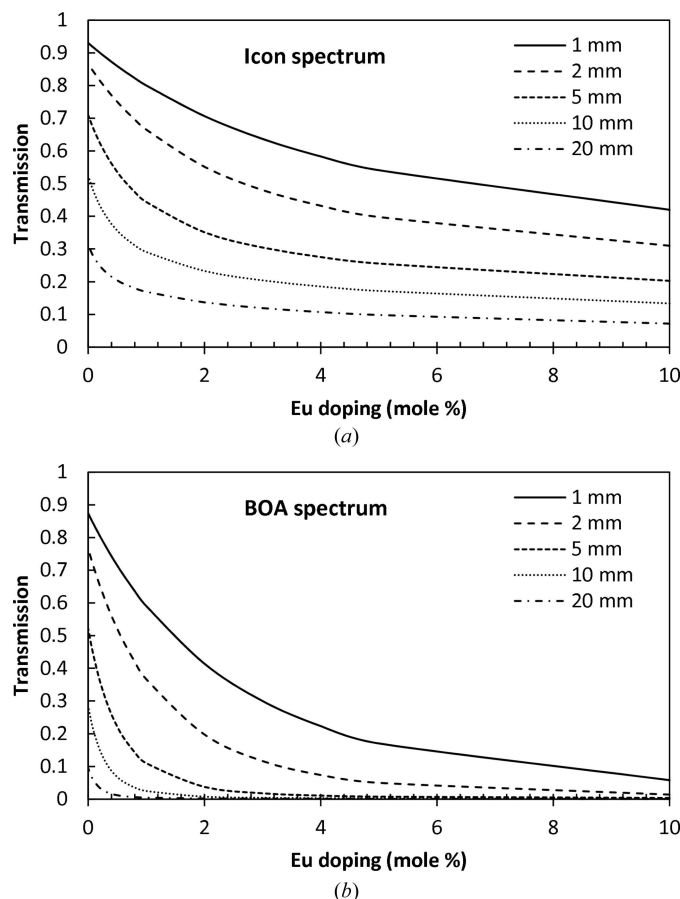 1
0.9
0.8
0.7
0.6
0.5
0.4
0.3
0.2
0.1
0
Transmission
Icon spectrum
1 mm
2 mm
5 mm
10 mm
20 mm
0 2 4 6 8 10
Eu doping (mole %)
(a)
1
0.9
0.8
0.7
0.6
0.5
0.4
0.3
0.2
0.1
0
Transmission
BOA spectrum
1 mm
2 mm
5 mm
10 mm
20 mm
0 2 4 6 8 10
Eu doping (mole %)
(b)